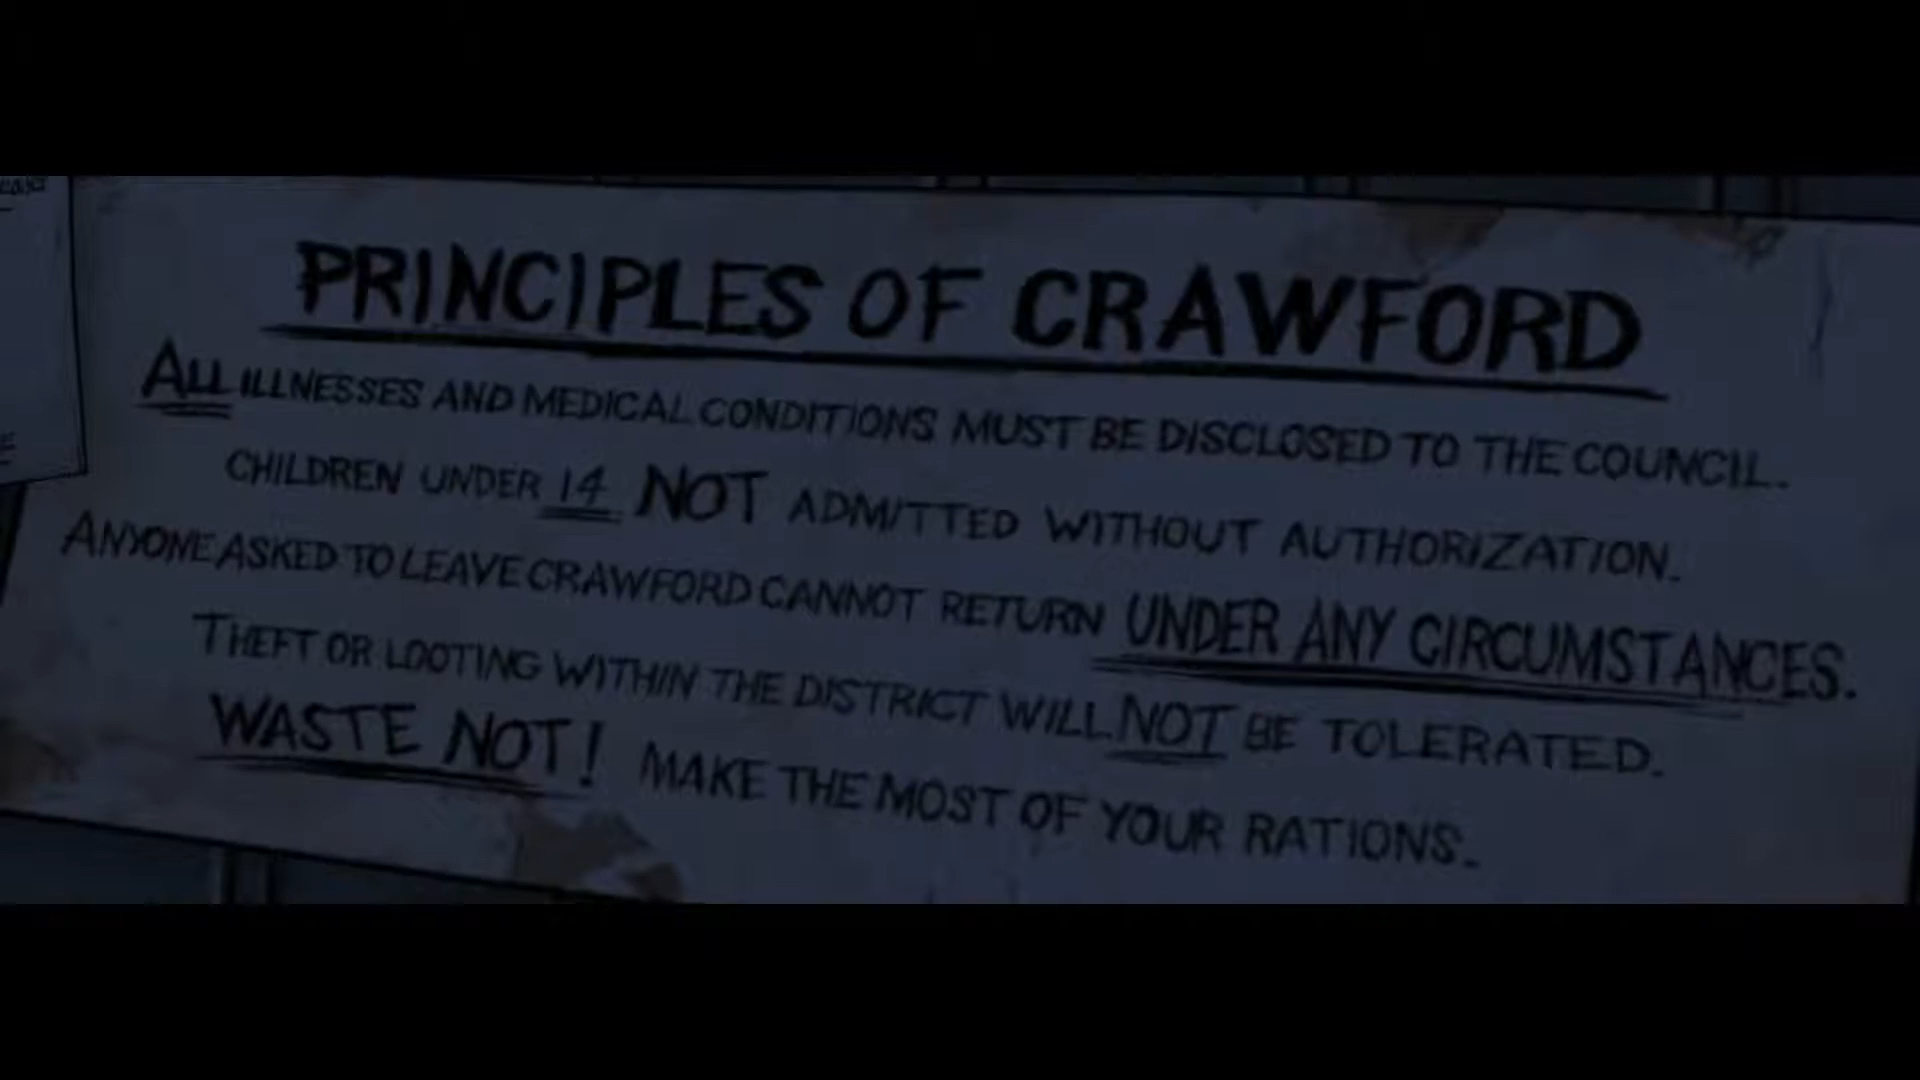 PRINCIPLES OF CRAWFORD
ALL ILLNESSES AND MEDICAL CONDITIONS MUST BE DISCLOSED TO THE COUNCIL.
CHILDREN UNDER 14 NOT ADMITTED WITHOUT AUTHORIZATION.
ANYONE ASKED TO LEAVE CRAWFORD CANNOT RETURN UNDER ANY CIRCUMSTANCES.
THEFT OR LOOTING WITHIN THE DISTRICT WILL NOT BE TOLERATED.
WASTE NOT! MAKE THE MOST OF YOUR RATIONS.